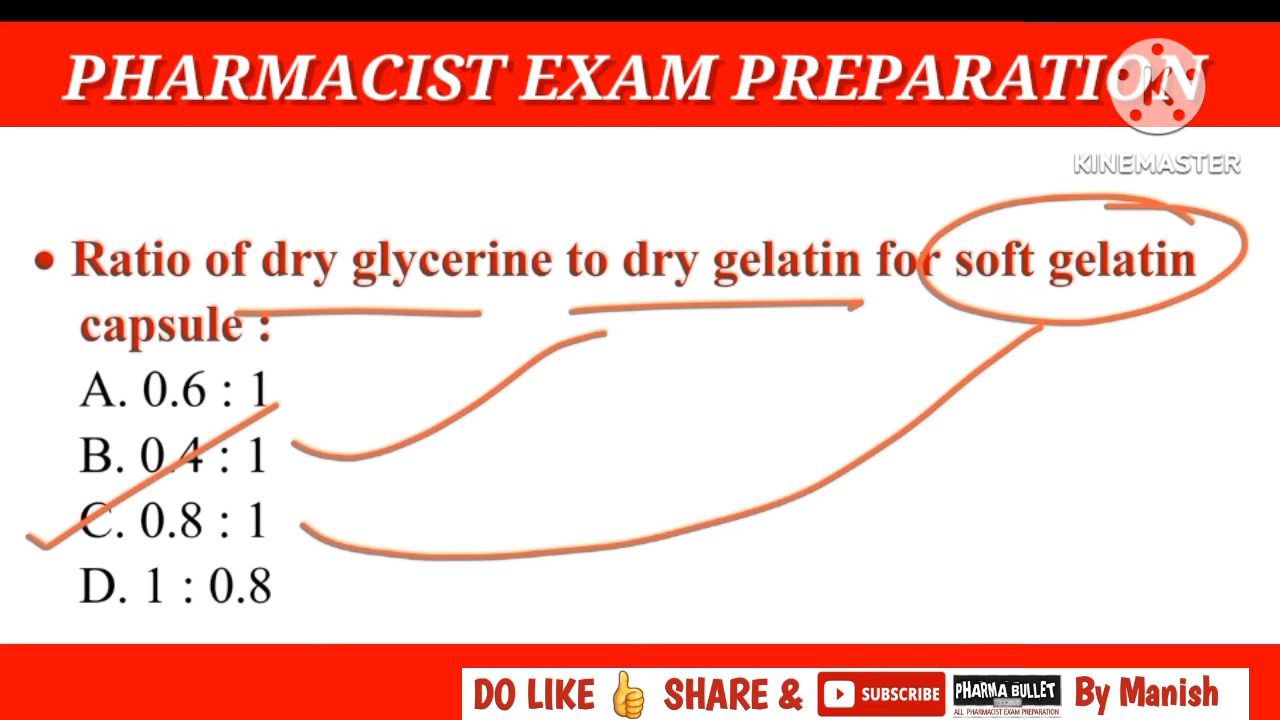 PHARMACIST EXAM PREPARATION
KINEMASTER
• Ratio of dry glycerine to dry gelatin for soft gelatin
capsule :
A. 0.6 : 1
B. 0.4 : 1
C. 0.8 : 1
D. 1 : 0.8
DO LIKE 👍 SHARE & SUBSCRIBE PHARMA BULLET By Manish
ALL PHARMACIST EXAM PREPARATION